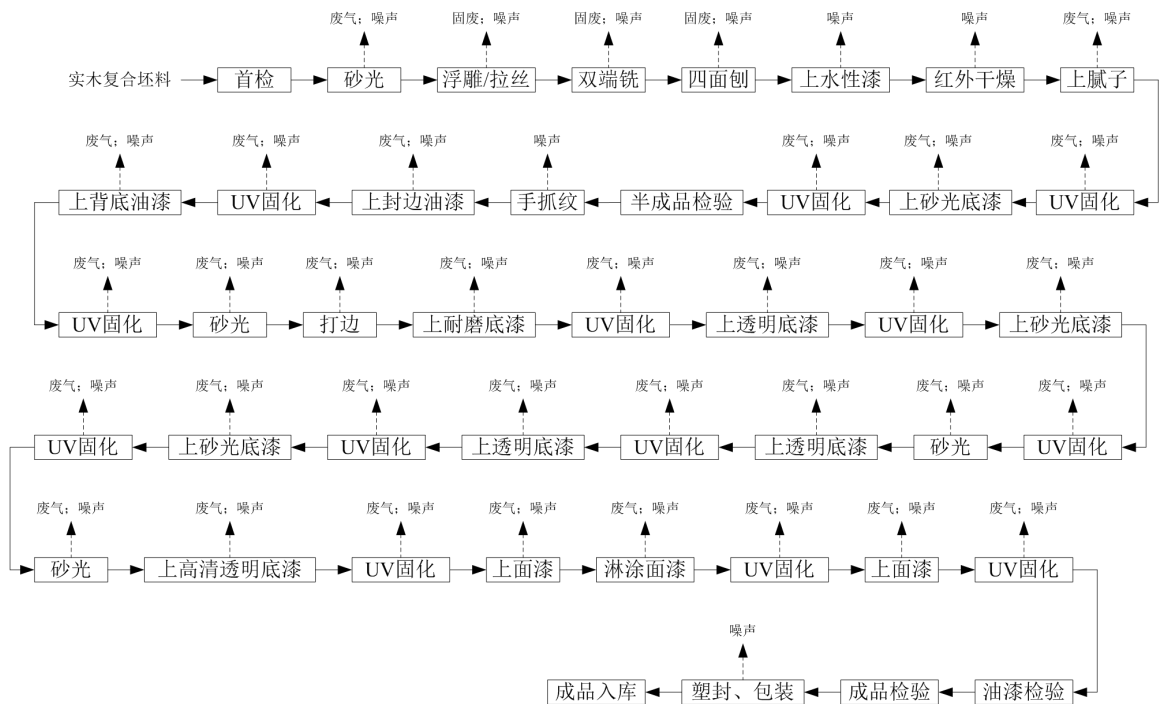 废气；噪声 固废；噪声 固废；噪声 固废；噪声 噪声 噪声 废气；噪声
实木复合坯料 首检 砂光 浮雕/拉丝 双端铣 四面刨 上水性漆 红外干燥 上腻子
废气；噪声 废气；噪声 废气；噪声 噪声 废气；噪声 废气；噪声 废气；噪声
上背底油漆 UV固化 上封边油漆 手抓纹 半成品检验 UV固化 上砂光底漆 UV固化
废气；噪声 废气；噪声 废气；噪声 废气；噪声 废气；噪声 废气；噪声 废气；噪声 废气；噪声
UV固化 砂光 打边 上耐磨底漆 UV固化 上透明底漆 UV固化 上砂光底漆
废气；噪声 废气；噪声 废气；噪声 废气；噪声 废气；噪声 废气；噪声 废气；噪声 废气；噪声
UV固化 上砂光底漆 UV固化 上透明底漆 UV固化 上透明底漆 砂光 UV固化
废气；噪声 废气；噪声 废气；噪声 废气；噪声 废气；噪声 废气；噪声 废气；噪声 废气；噪声
砂光 上高清透明底漆 UV固化 上面漆 淋涂面漆 UV固化 上面漆 UV固化
噪声
成品入库 塑封、包装 成品检验 油漆检验